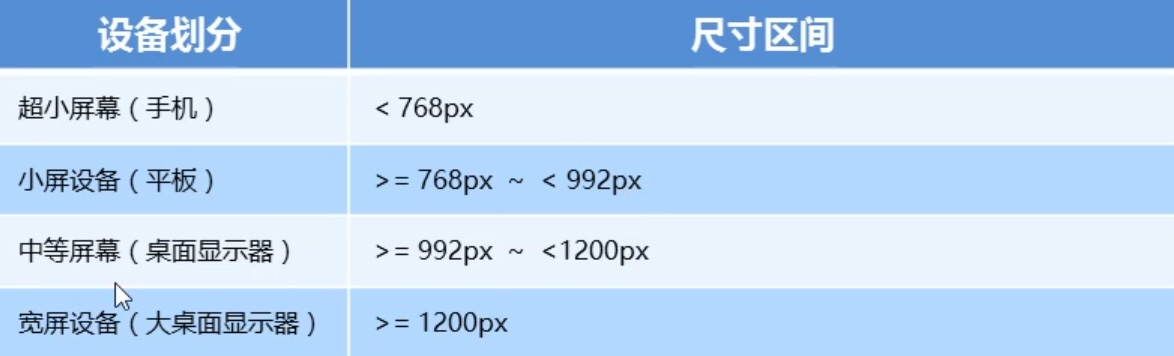 设备划分 尺寸区间
超小屏幕（手机） < 768px
小屏设备（平板） >= 768px ~ < 992px
中等屏幕（桌面显示器） >= 992px ~ <1200px
宽屏设备（大桌面显示器） >= 1200px